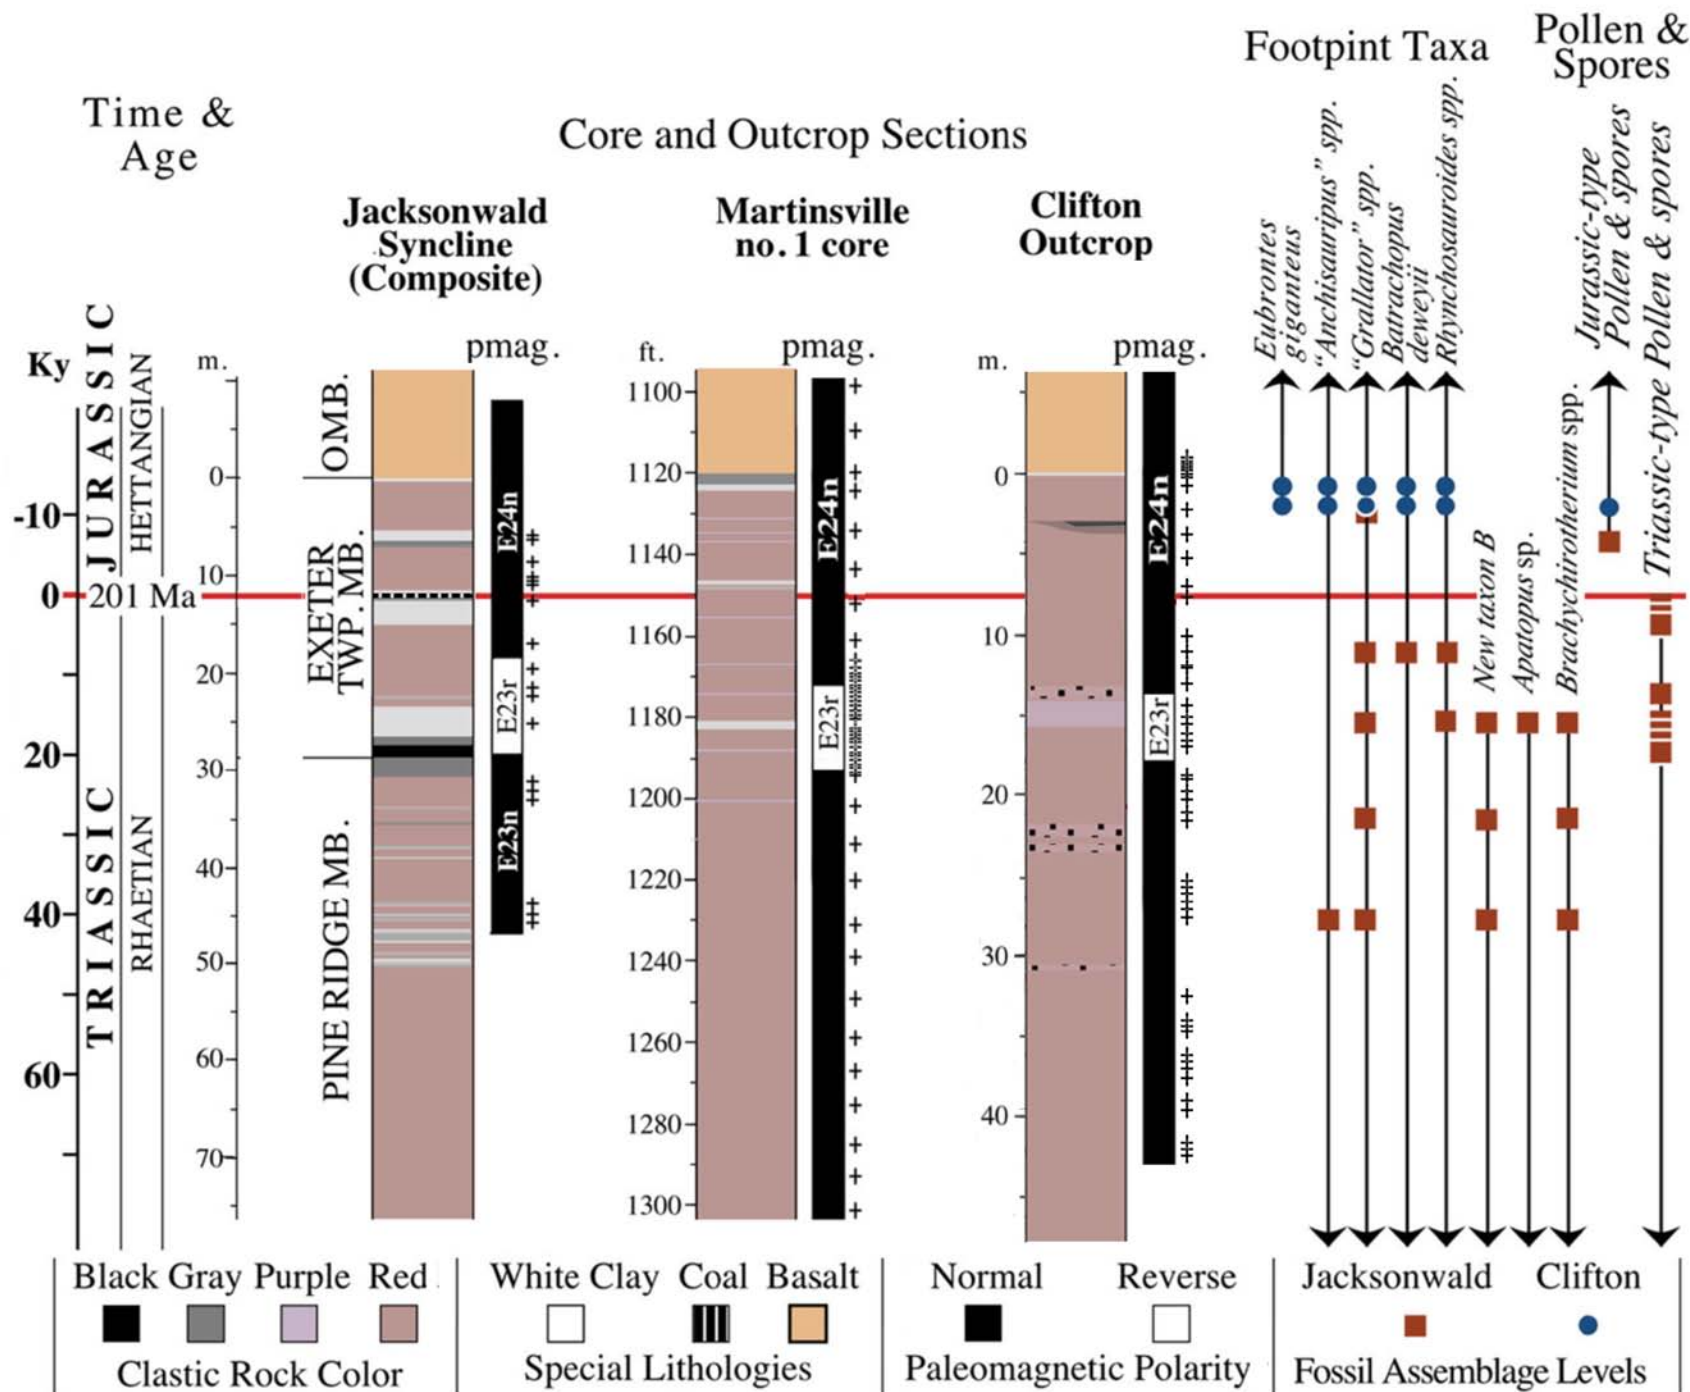 Footpint Taxa
Pollen &
Spores
Time &
Age
Core and Outcrop Sections
Jacksonwald
Syncline
(Composite)
Martinsville
no. 1 core
Clifton
Outcrop
Eubrontes
giganteus
"Anchisauripus" spp.
"Grallator" spp.
Batrachopus
deweyii
Rhynchosauroides spp.
New taxon B
Apatopus sp.
Brachychirotherium spp.
Jurassic-type
Pollen & spores
Triassic-type Pollen & spores
Ky
-10
0
20
40
60
JURASSIC
TRIASSIC
HETTANGIAN
RHAETIAN
201 Ma
m.
0
10
20
30
40
50
60
70
OMB.
EXETER
TWP. MB.
PINE RIDGE MB.
pmag.
E24n
E23r
E23n
ft.
1100
1120
1140
1160
1180
1200
1220
1240
1260
1280
1300
pmag.
E24n
E23r
m.
0
10
20
30
40
pmag.
E24n
E23r
Black Gray Purple Red
Clastic Rock Color
White Clay Coal Basalt
Special Lithologies
Normal Reverse
Paleomagnetic Polarity
Jacksonwald Clifton
Fossil Assemblage Levels